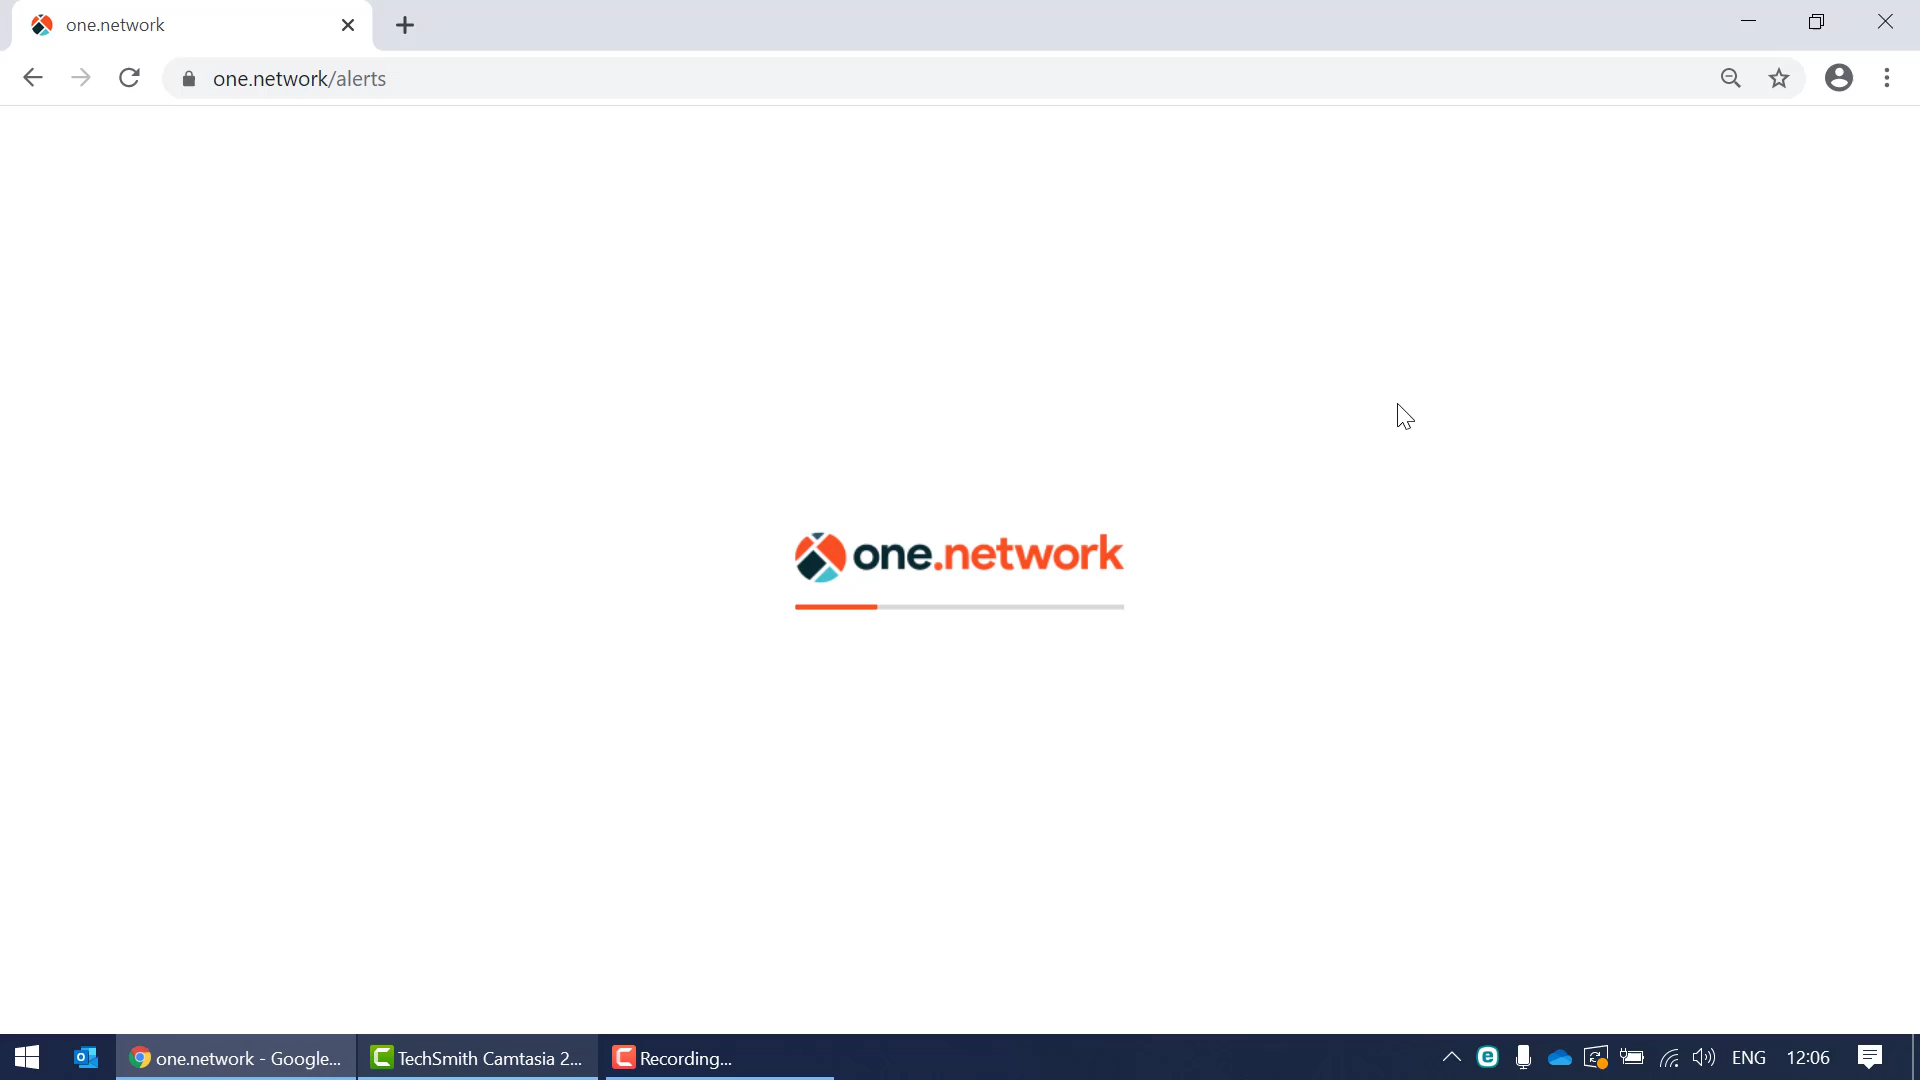 one.network
one.network/alerts
one.network
one.network - Google...
TechSmith Camtasia 2...
Recording...
ENG
12:06